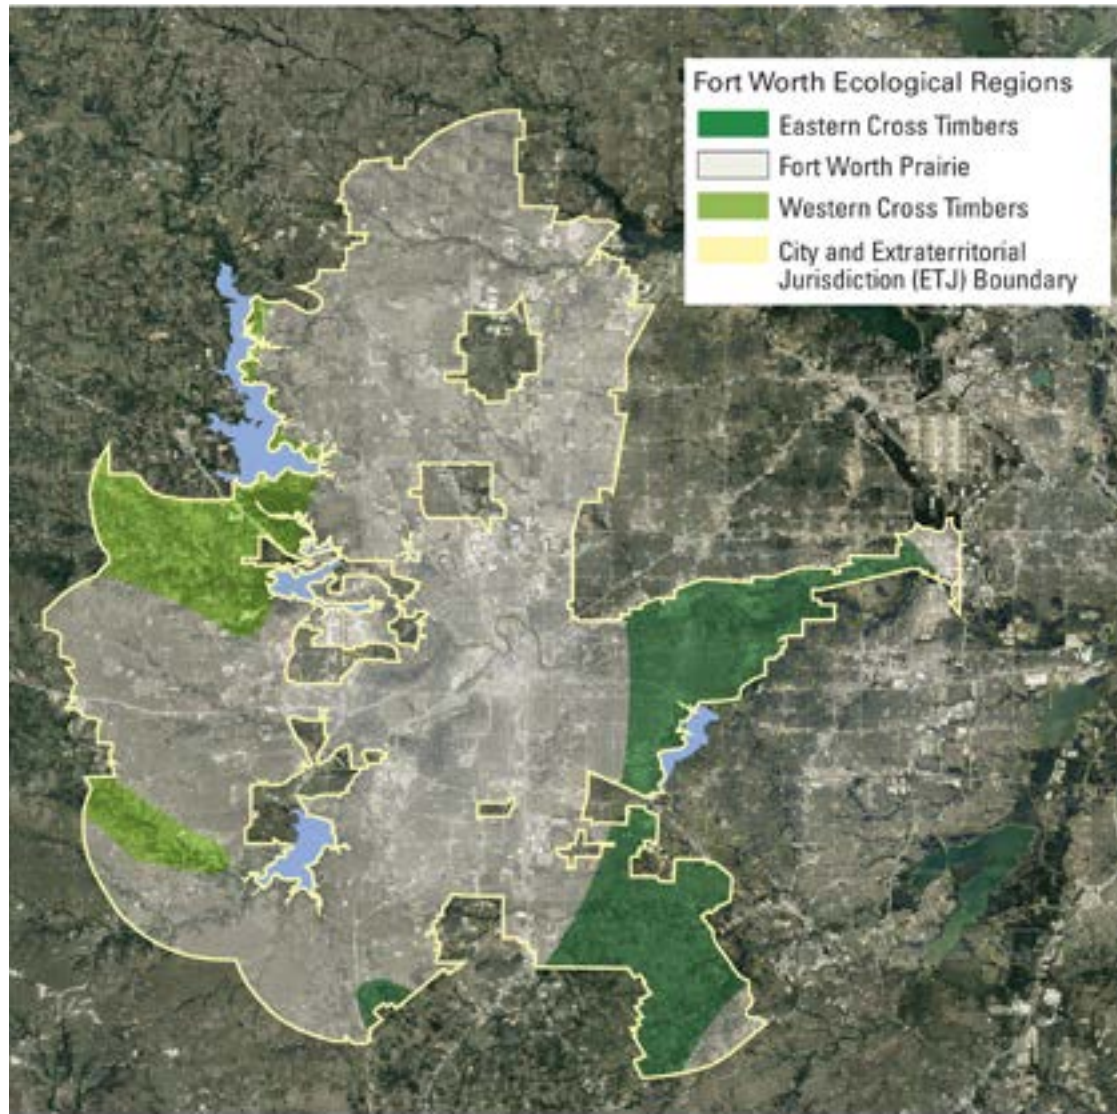 Fort Worth Ecological Regions
Eastern Cross Timbers
Fort Worth Prairie
Western Cross Timbers
City and Extraterritorial
Jurisdiction (ETJ) Boundary